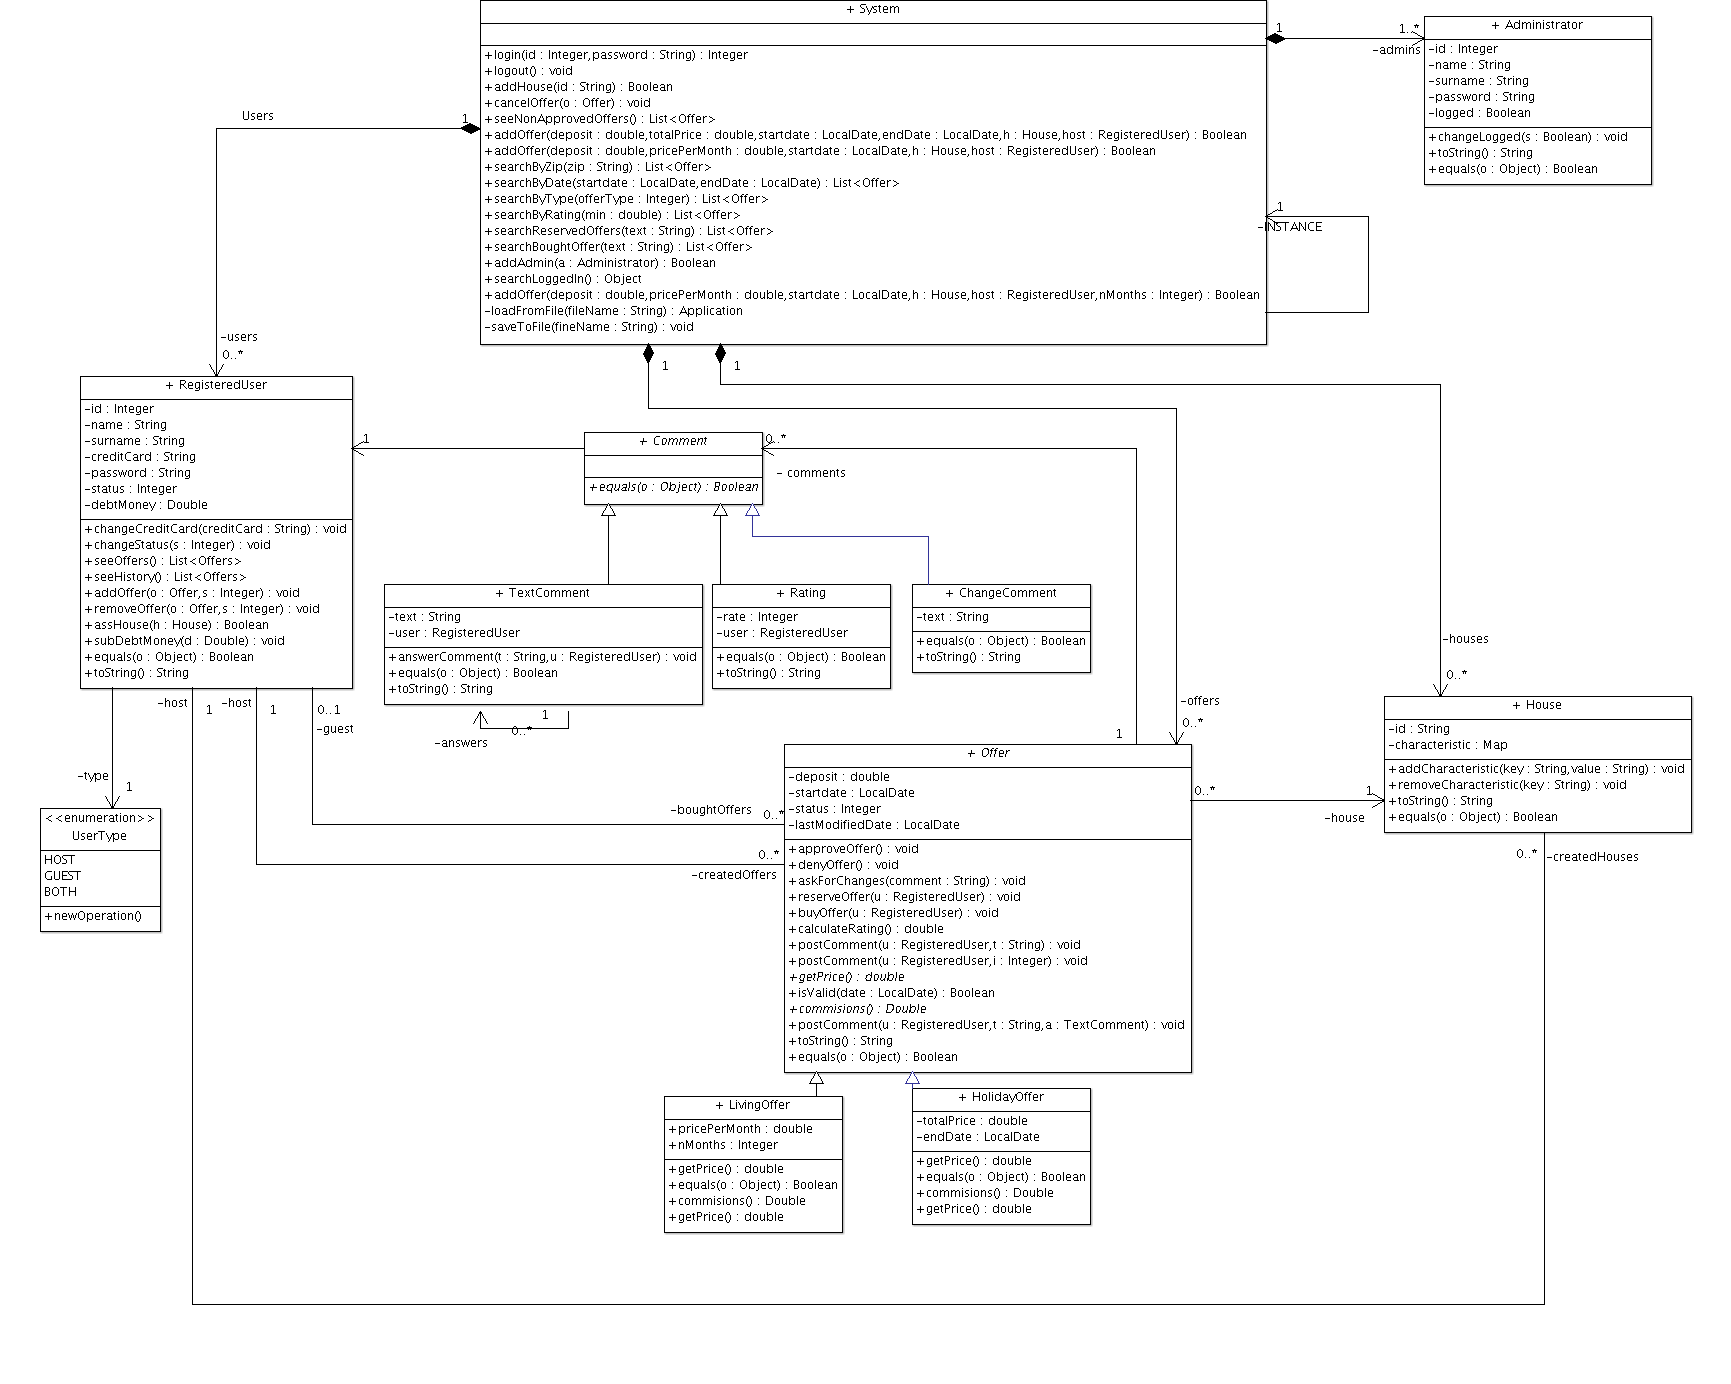 + System
+login(id : Integer,password : String) : Integer
+logout() : void
+addHouse(id : String) : Boolean
+cancelOffer(o : Offer) : void
+seeNonApprovedOffers() : List<Offer>
+addOffer(deposit : double,totalPrice : double,startdate : LocalDate,endDate : LocalDate,h : House,host : RegisteredUser) : Boolean
+addOffer(deposit : double,pricePerMonth : double,startdate : LocalDate,h : House,host : RegisteredUser) : Boolean
+searchByZip(zip : String) : List<Offer>
+searchByDate(startdate : LocalDate,endDate : LocalDate) : List<Offer>
+searchByType(offerType : Integer) : List<Offer>
+searchByRating(min : double) : List<Offer>
+searchReservedOffers(text : String) : List<Offer>
+searchBoughtOffer(text : String) : List<Offer>
+addAdmin(a : Administrator) : Boolean
+searchLoggedIn() : Object
+addOffer(deposit : double,pricePerMonth : double,startdate : LocalDate,h : House,host : RegisteredUser,nMonths : Integer) : Boolean
-loadFromFile(fileName : String) : Application
-saveToFile(fineName : String) : void
1
1..*
-admins
+ Administrator
-id : Integer
-name : String
-surname : String
-password : String
-logged : Boolean
+changeLogged(s : Boolean) : void
+toString() : String
+equals(o : Object) : Boolean
1
-INSTANCE
Users
1
-users
0..*
1
1
+ RegisteredUser
-id : Integer
-name : String
-surname : String
-creditCard : String
-password : String
-status : Integer
-debtMoney : Double
+changeCreditCard(creditCard : String) : void
+changeStatus(s : Integer) : void
+seeOffers() : List<Offers>
+seeHistory() : List<Offers>
+addOffer(o : Offer,s : Integer) : void
+removeOffer(o : Offer,s : Integer) : void
+assHouse(h : House) : Boolean
+subDebtMoney(d : Double) : void
+equals(o : Object) : Boolean
+toString() : String
1
+ Comment
+equals(o : Object) : Boolean
0..*
- comments
+ TextComment
-text : String
-user : RegisteredUser
+answerComment(t : String,u : RegisteredUser) : void
+equals(o : Object) : Boolean
+toString() : String
1
0..*
-answers
+ Rating
-rate : Integer
-user : RegisteredUser
+equals(o : Object) : Boolean
+toString() : String
+ ChangeComment
-text : String
+equals(o : Object) : Boolean
+toString() : String
-houses
0..*
-offers
0..*
1
-host
1
-host
1
0..1
-guest
-type
1
<<enumeration>>
UserType
HOST
GUEST
BOTH
+newOperation()
-boughtOffers
0..*
0..*
-createdOffers
+ Offer
-deposit : double
-startdate : LocalDate
-status : Integer
-lastModifiedDate : LocalDate
+approveOffer() : void
+denyOffer() : void
+askForChanges(comment : String) : void
+reserveOffer(u : RegisteredUser) : void
+buyOffer(u : RegisteredUser) : void
+calculateRating() : double
+postComment(u : RegisteredUser,t : String) : void
+postComment(u : RegisteredUser,i : Integer) : void
+getPrice() : double
+isValid(date : LocalDate) : Boolean
+commisions() : Double
+postComment(u : RegisteredUser,t : String,a : TextComment) : void
+toString() : String
+equals(o : Object) : Boolean
0..*
1
-house
+ House
-id : String
-characteristic : Map
+addCharacteristic(key : String,value : String) : void
+removeCharacteristic(key : String) : void
+toString() : String
+equals(o : Object) : Boolean
0..*
-createdHouses
+ LivingOffer
+pricePerMonth : double
+nMonths : Integer
+getPrice() : double
+equals(o : Object) : Boolean
+commisions() : Double
+getPrice() : double
+ HolidayOffer
-totalPrice : double
-endDate : LocalDate
+getPrice() : double
+equals(o : Object) : Boolean
+commisions() : Double
+getPrice() : double